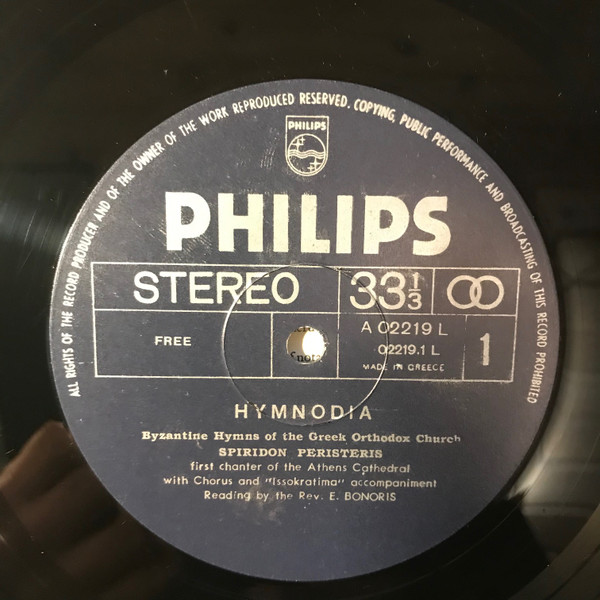 ALL RIGHTS OF THE RECORD PRODUCER AND OF THE OWNER OF THE WORK REPRODUCED RESERVED. COPYING, PUBLIC PERFORMANCE AND BROADCASTING OF THIS RECORD PROHIBITED
PHILIPS
PHILIPS
STEREO 33 1/3
FREE
A 02219 L
02219.1 L
MADE IN GREECE
1
HYMNODIA
Byzantine Hymns of the Greek Orthodox Church
SPIRIDON PERISTERIS
first chanter of the Athens Cathedral
with Chorus and "Issokratima" accompaniment
Reading by the Rev. E. BONORIS